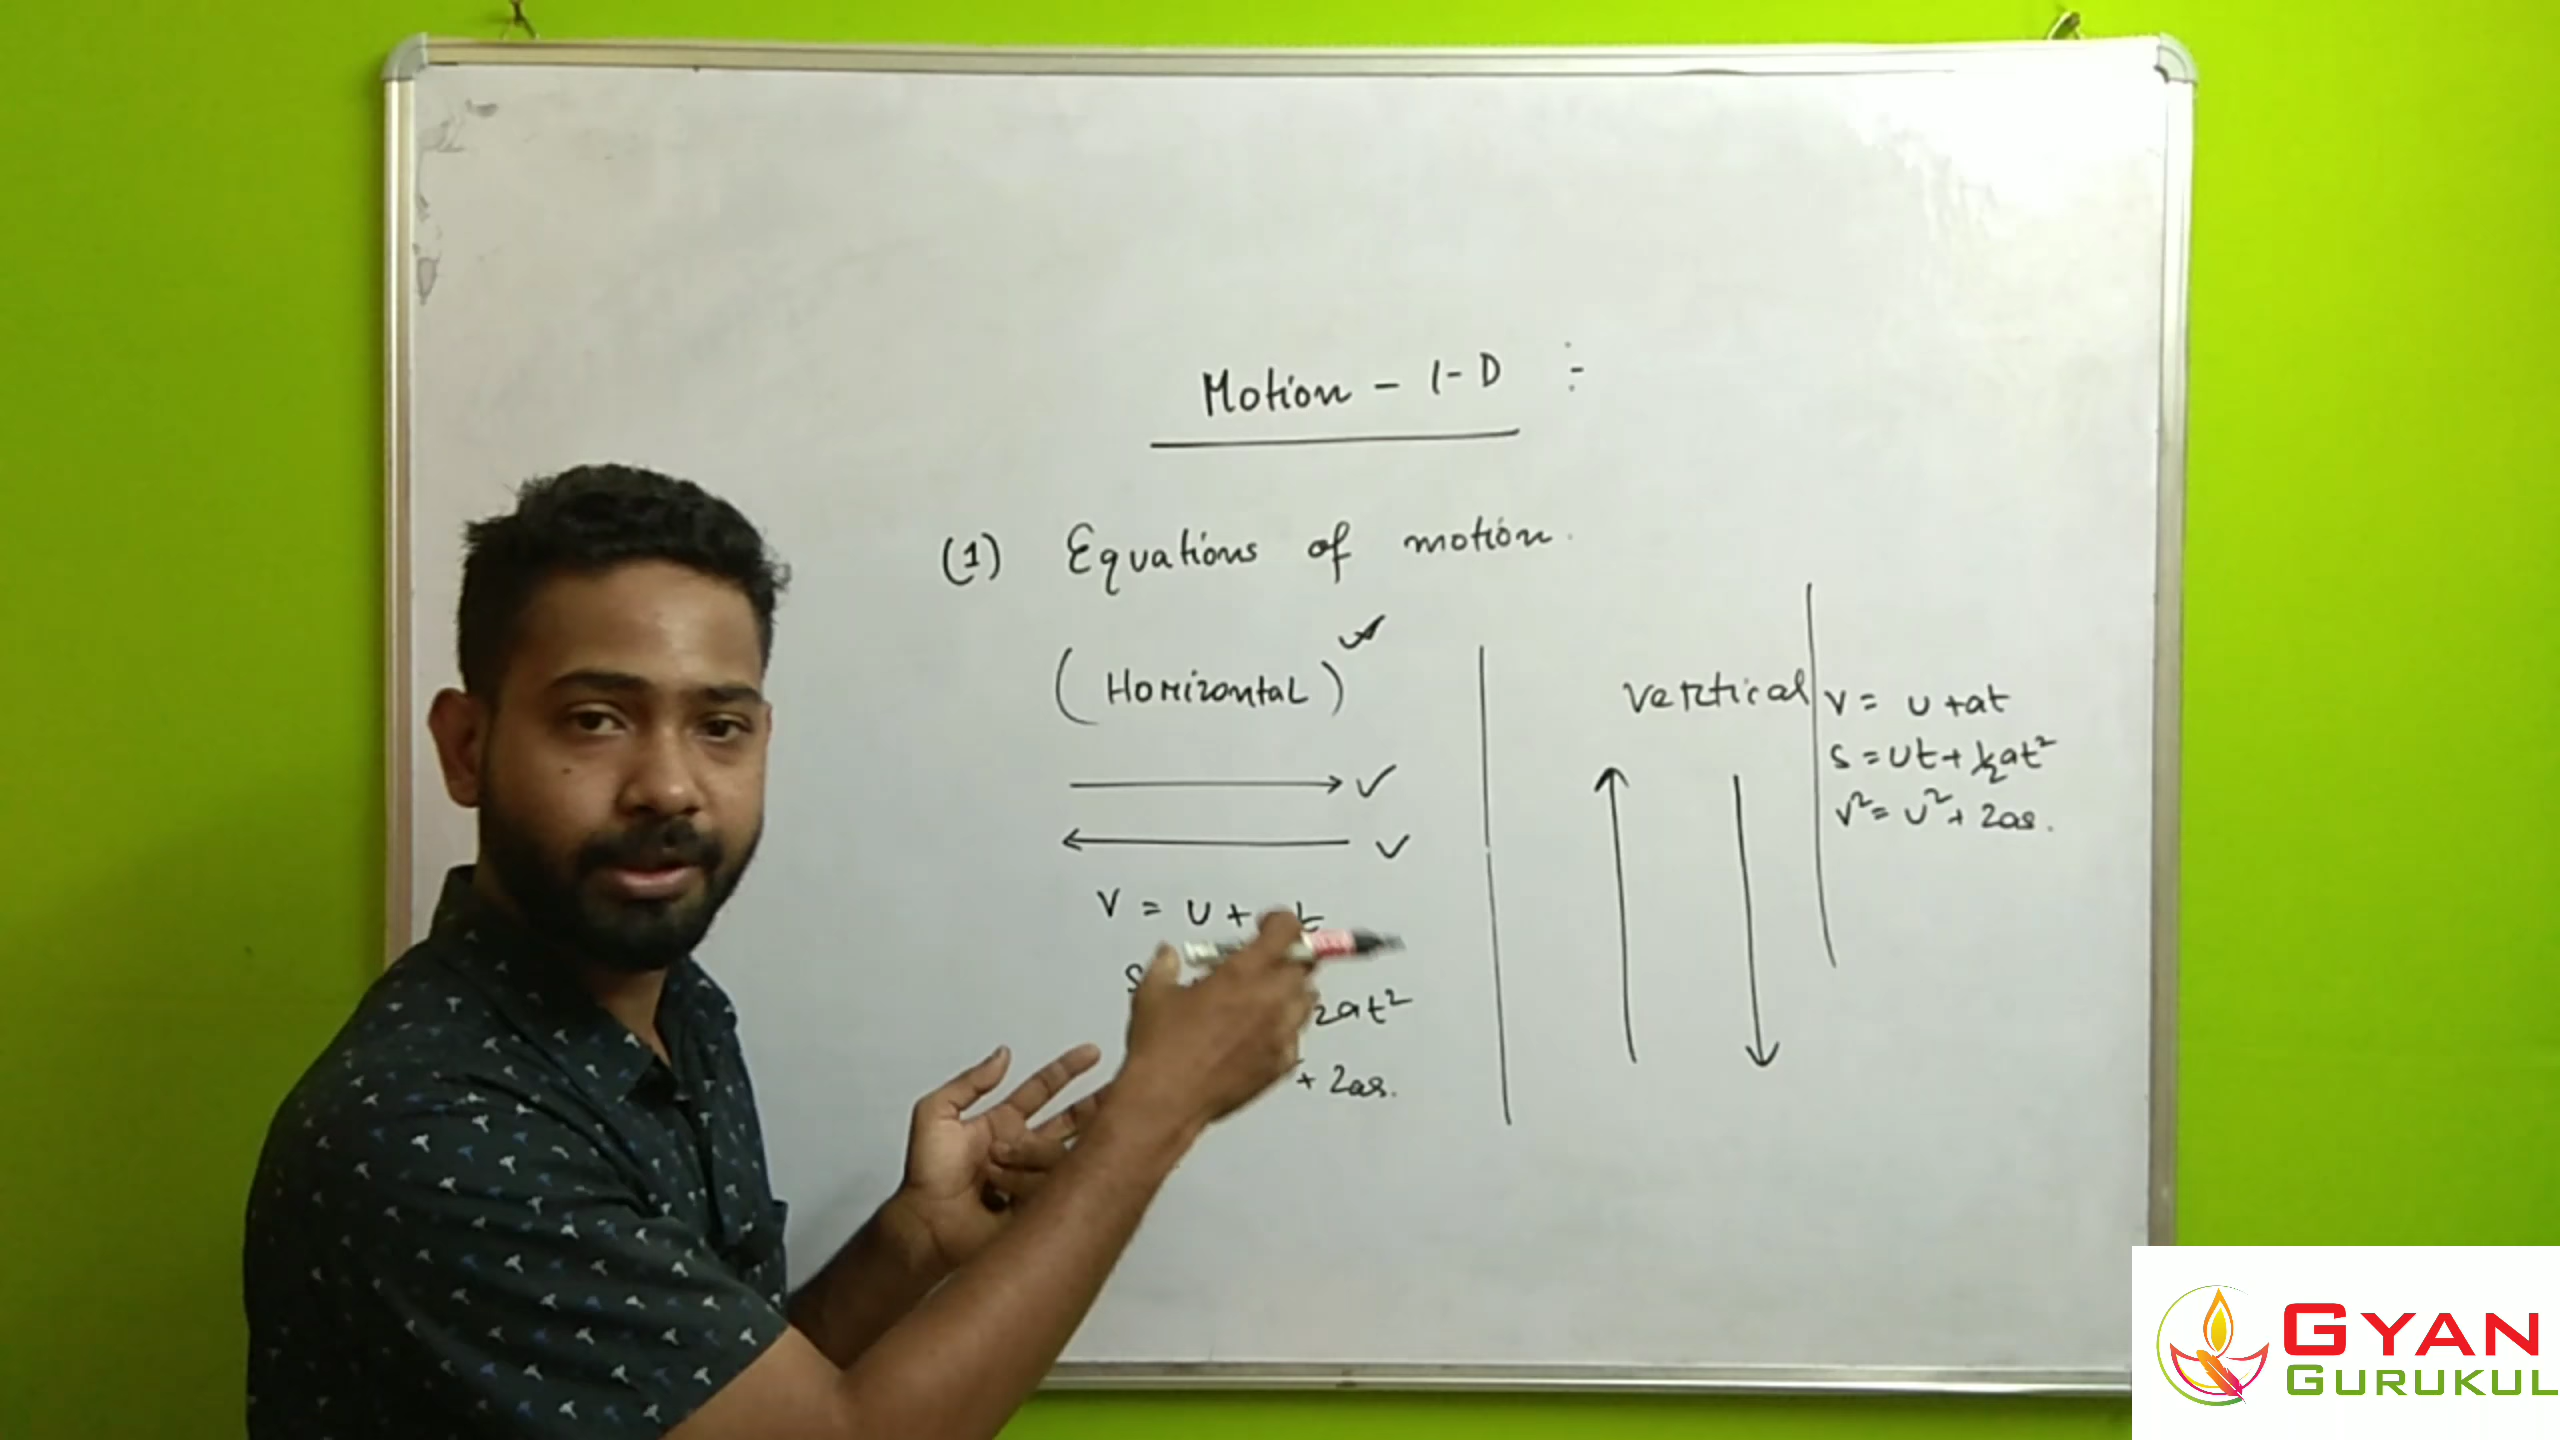 Motion - 1-D :-
(1) Equations of motion.
(Horizontal)
V = U + t
S
2at²
+ 2as.
Vertical
V = U + at
S = Ut + ½at²
V² = U² + 2as.
GYAN
GURUKUL